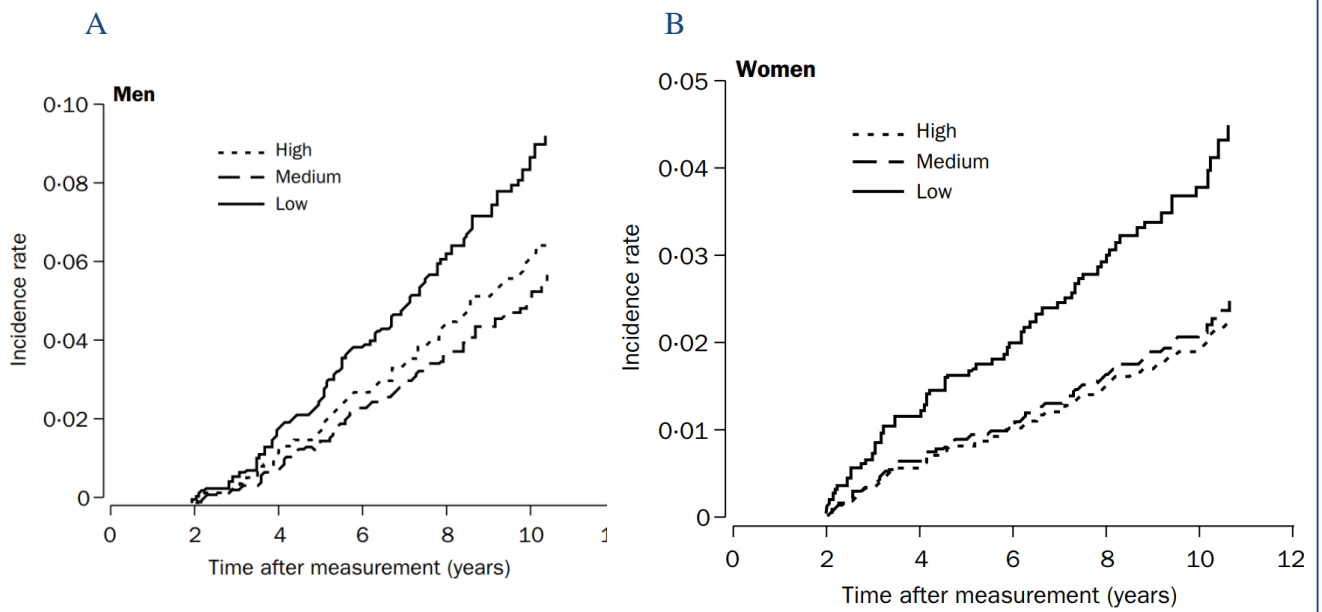 A
Men
0·10
0·08
0·06
0·04
0·02
0
High
Medium
Low
Incidence rate
0 2 4 6 8 10 1
Time after measurement (years)
B
Women
0·05
0·04
0·03
0·02
0·01
0
High
Medium
Low
Incidence rate
0 2 4 6 8 10 12
Time after measurement (years)